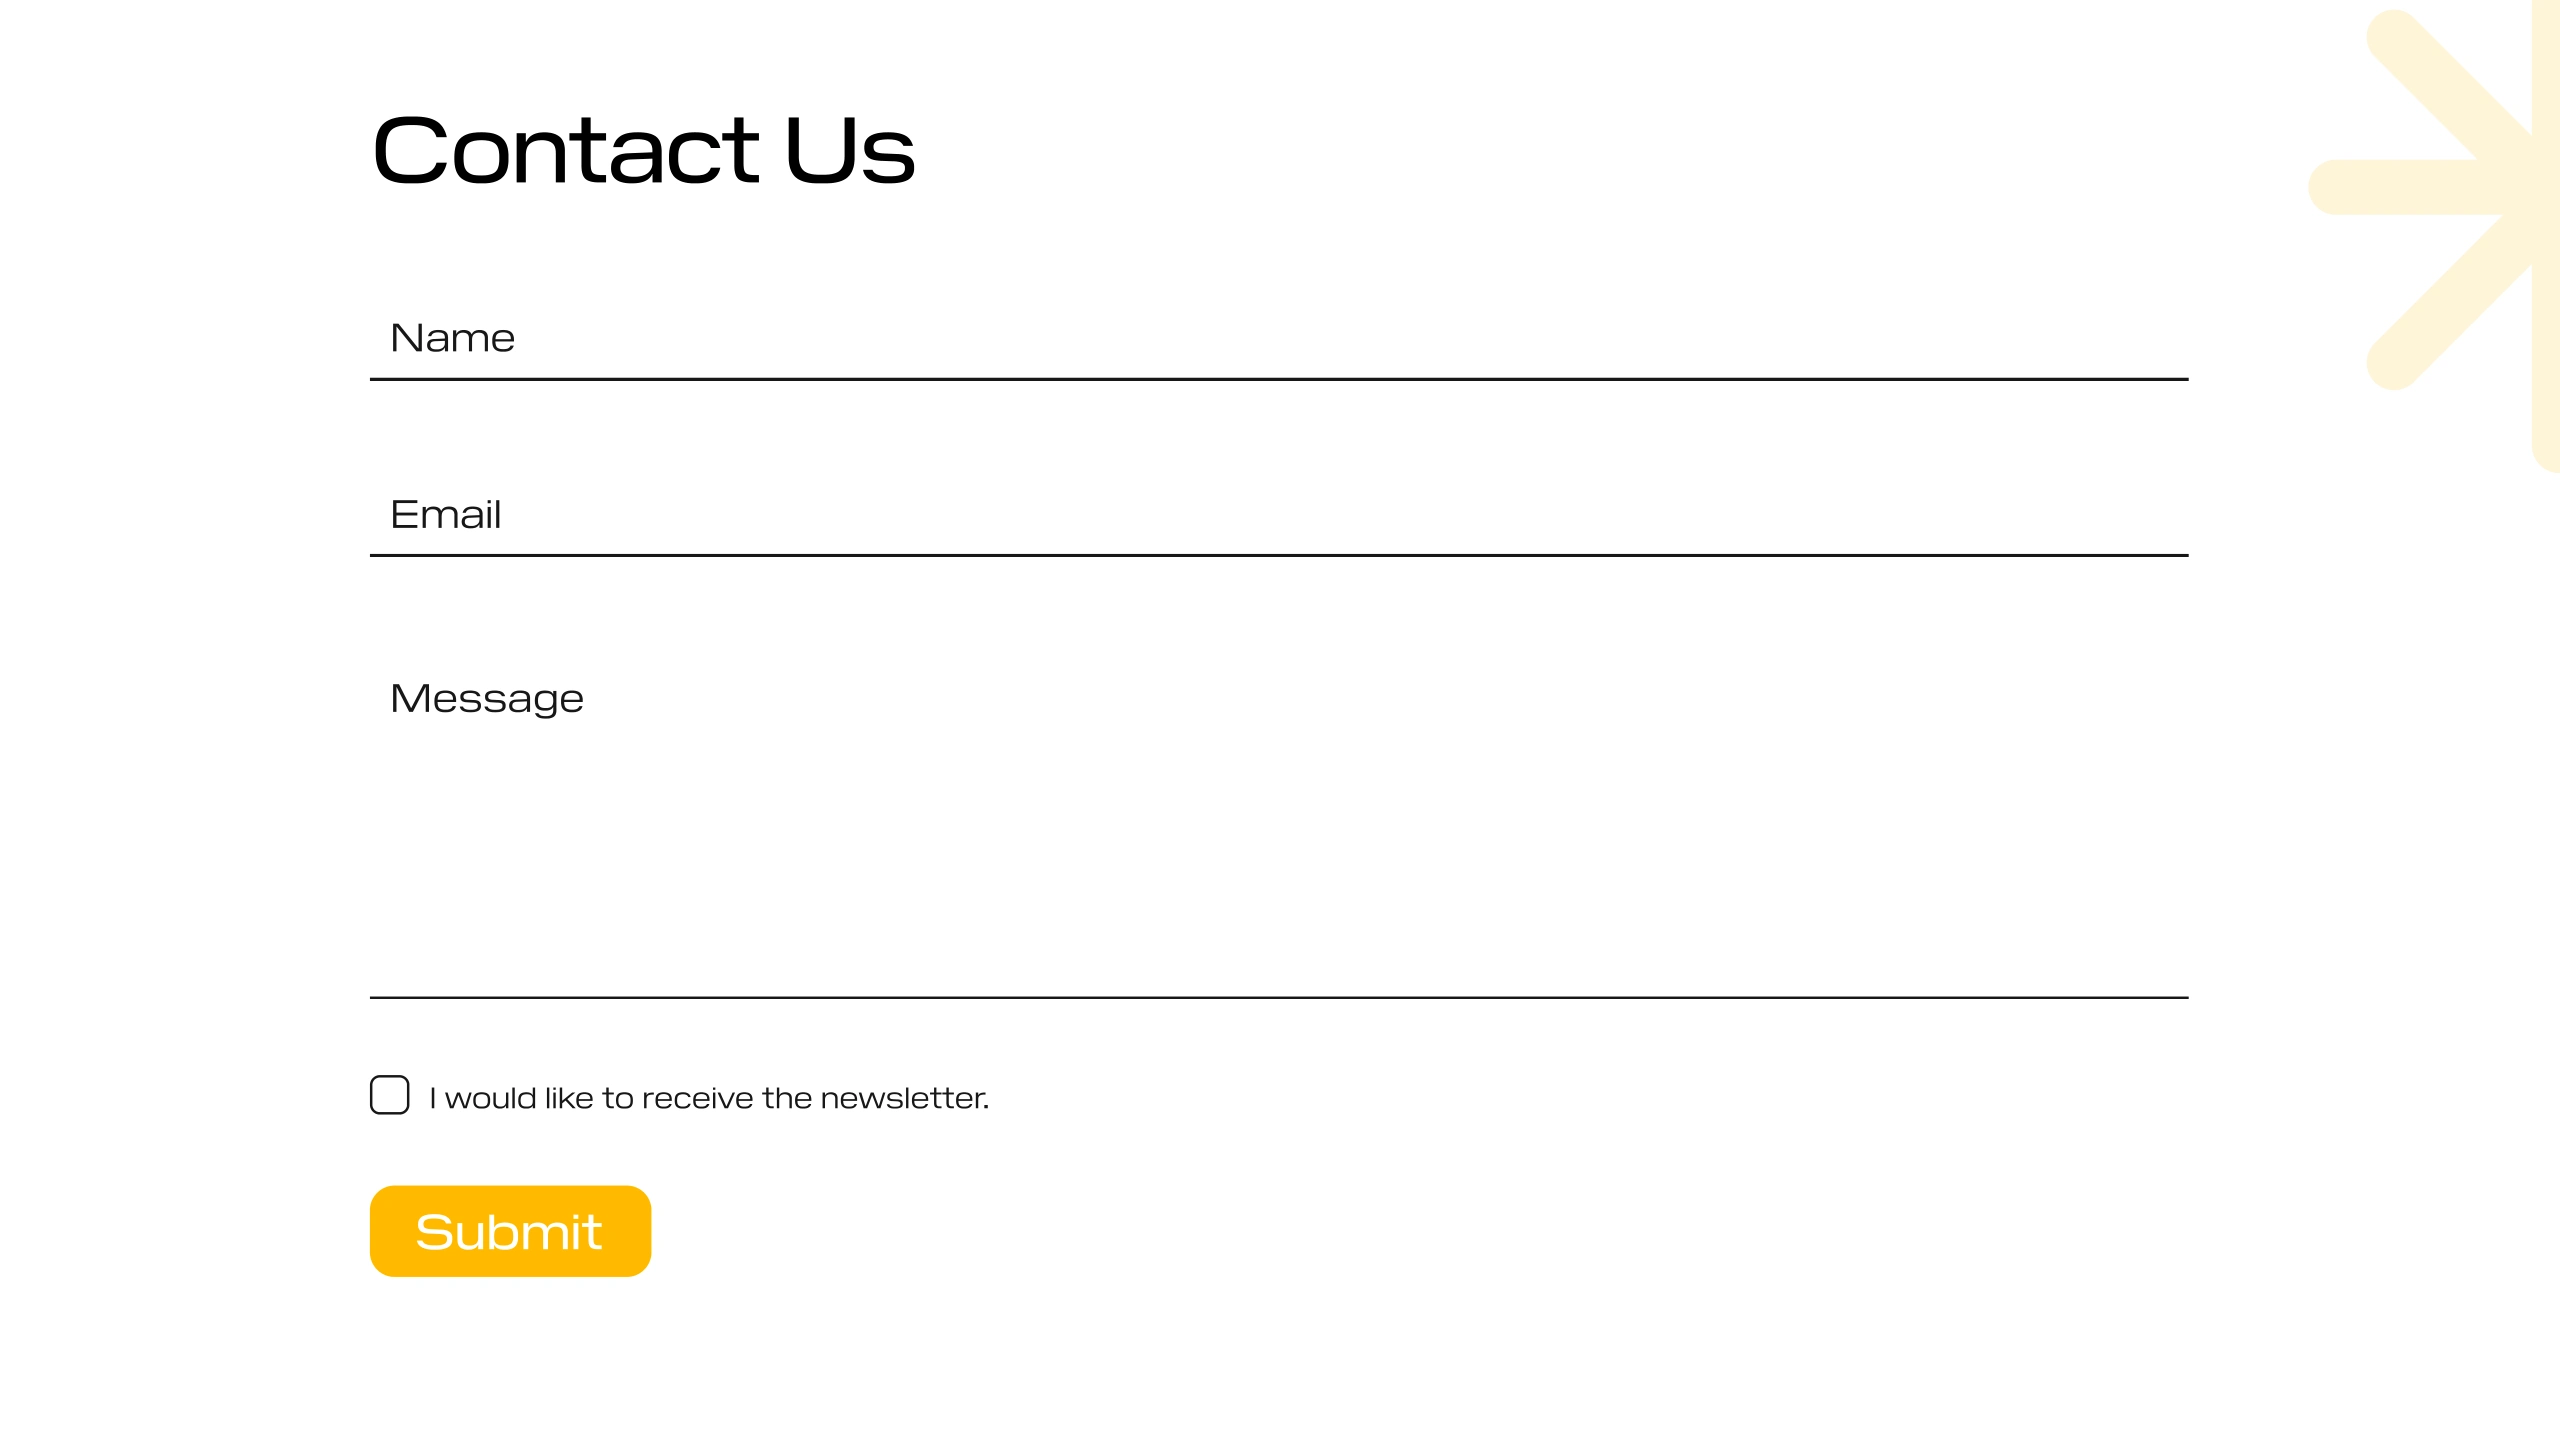 Contact Us
Name
Email
Message
I would like to receive the newsletter.
Submit